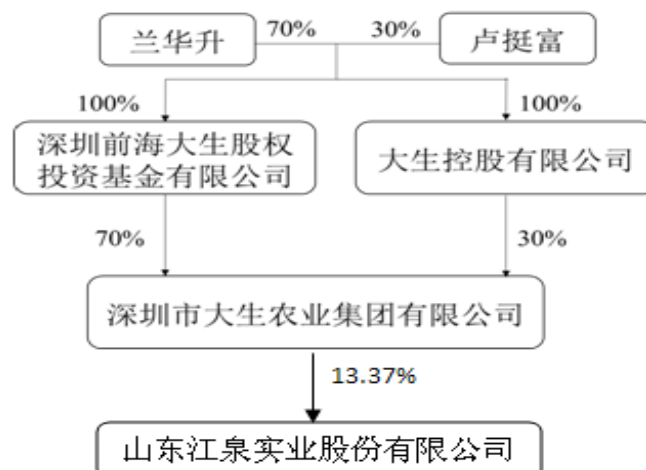 兰华升 70% 30% 卢挺富
100% 100%
深圳前海大生股权
投资基金有限公司
大生控股有限公司
70% 30%
深圳市大生农业集团有限公司
13.37%
山东江泉实业股份有限公司